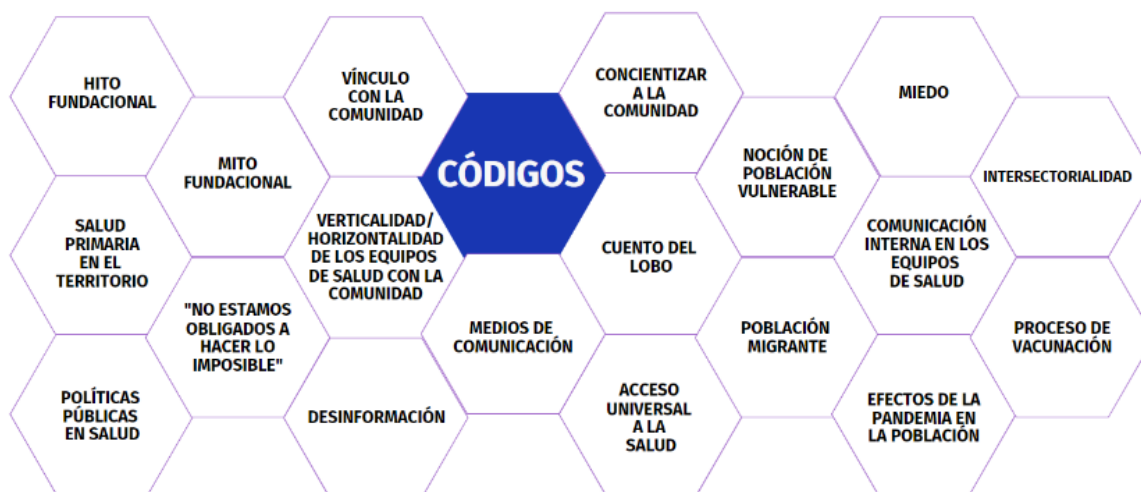 HITO
FUNDACIONAL
SALUD
PRIMARIA
EN EL
TERRITORIO
POLÍTICAS
PÚBLICAS
EN SALUD
MITO
FUNDACIONAL
"NO ESTAMOS
OBLIGADOS A
HACER LO
IMPOSIBLE"
VÍNCULO
CON LA
COMUNIDAD
VERTICALIDAD/
HORIZONTALIDAD
DE LOS EQUIPOS
DE SALUD CON LA
COMUNIDAD
DESINFORMACIÓN
CÓDIGOS
MEDIOS DE
COMUNICACIÓN
CONCIENTIZAR
A LA
COMUNIDAD
CUENTO DEL
LOBO
ACCESO
UNIVERSAL
A LA
SALUD
NOCIÓN DE
POBLACIÓN
VULNERABLE
POBLACIÓN
MIGRANTE
MIEDO
COMUNICACIÓN
INTERNA EN LOS
EQUIPOS
DE SALUD
EFECTOS DE LA
PANDEMIA EN
LA POBLACIÓN
INTERSECTORIALIDAD
PROCESO DE
VACUNACIÓN